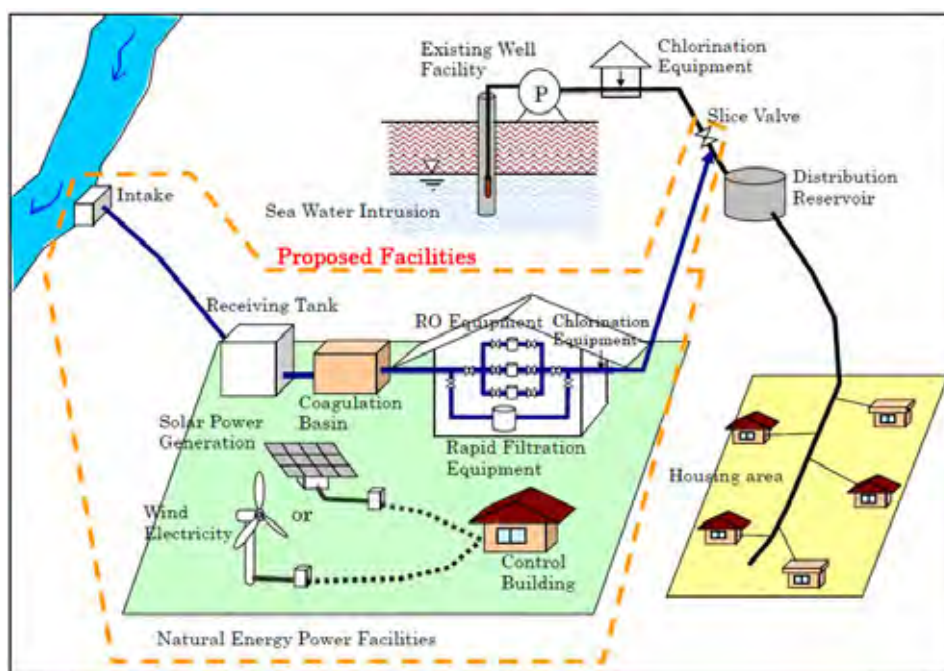 Existing Well
Facility
Chlorination
Equipment
P
Slice Valve
Intake
Sea Water Intrusion
Distribution
Reservoir
Proposed Facilities
Receiving Tank
RO Equipment
Chlorination
Equipment
Coagulation
Basin
Solar Power
Generation
Rapid Filtration
Equipment
Housing area
Wind
Electricity
or
Control
Building
Natural Energy Power Facilities